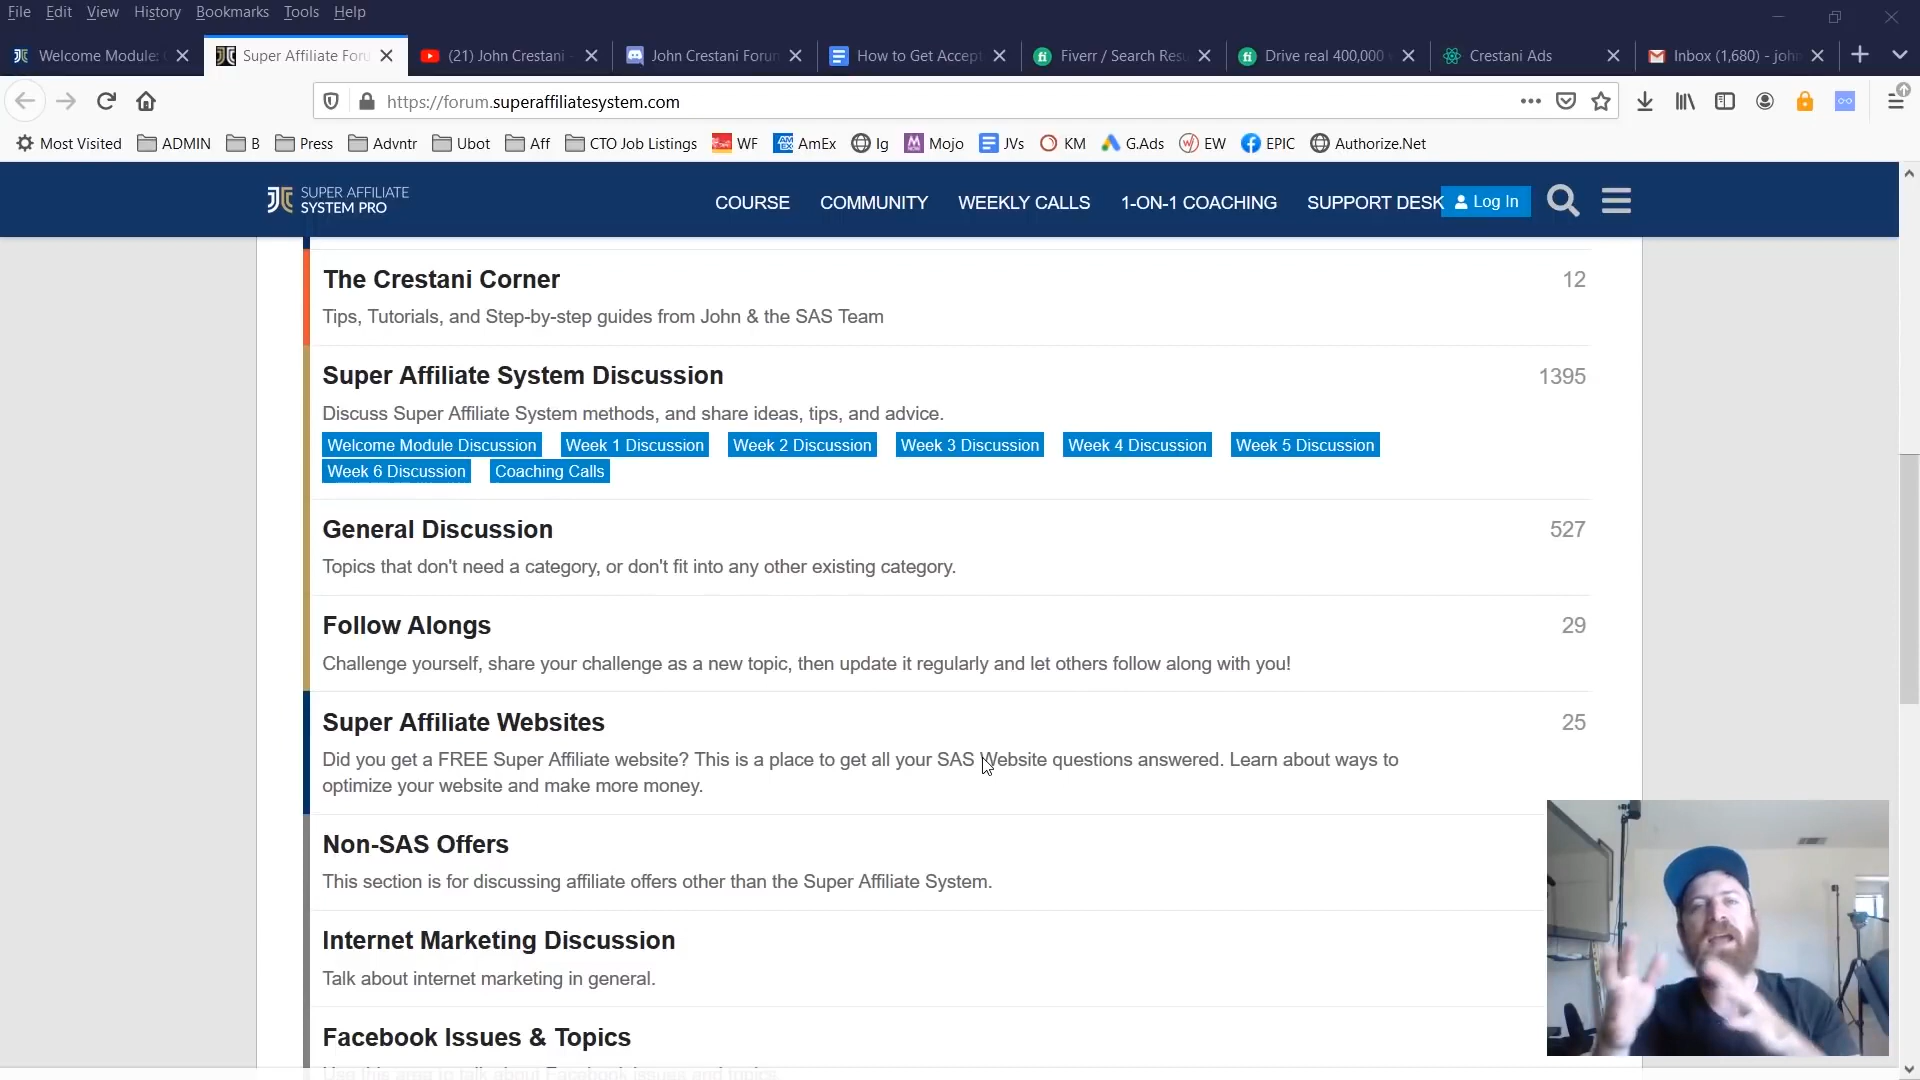 File Edit View History Bookmarks Tools Help
Welcome Module: Super Affiliate Foru (21) John Crestani - John Crestani Forun How to Get Accept Fiverr / Search Resu Drive real 400,000 Crestani Ads Inbox (1,680) - john
https://forum.superaffiliatesystem.com
Most Visited ADMIN B Press Advntr Ubot Aff CTO Job Listings WF AmEx Ig Mojo JVs KM G.Ads EW EPIC Authorize.Net
SUPER AFFILIATE
SYSTEM PRO
COURSE COMMUNITY WEEKLY CALLS 1-ON-1 COACHING SUPPORT DESK Log In
The Crestani Corner 12
Tips, Tutorials, and Step-by-step guides from John & the SAS Team
Super Affiliate System Discussion 1395
Discuss Super Affiliate System methods, and share ideas, tips, and advice.
Welcome Module Discussion Week 1 Discussion Week 2 Discussion Week 3 Discussion Week 4 Discussion Week 5 Discussion
Week 6 Discussion Coaching Calls
General Discussion 527
Topics that don't need a category, or don't fit into any other existing category.
Follow Alongs 29
Challenge yourself, share your challenge as a new topic, then update it regularly and let others follow along with you!
Super Affiliate Websites 25
Did you get a FREE Super Affiliate website? This is a place to get all your SAS Website questions answered. Learn about ways to
optimize your website and make more money.
Non-SAS Offers
This section is for discussing affiliate offers other than the Super Affiliate System.
Internet Marketing Discussion
Talk about internet marketing in general.
Facebook Issues & Topics
Use this area to talk about Facebook issues and topics.